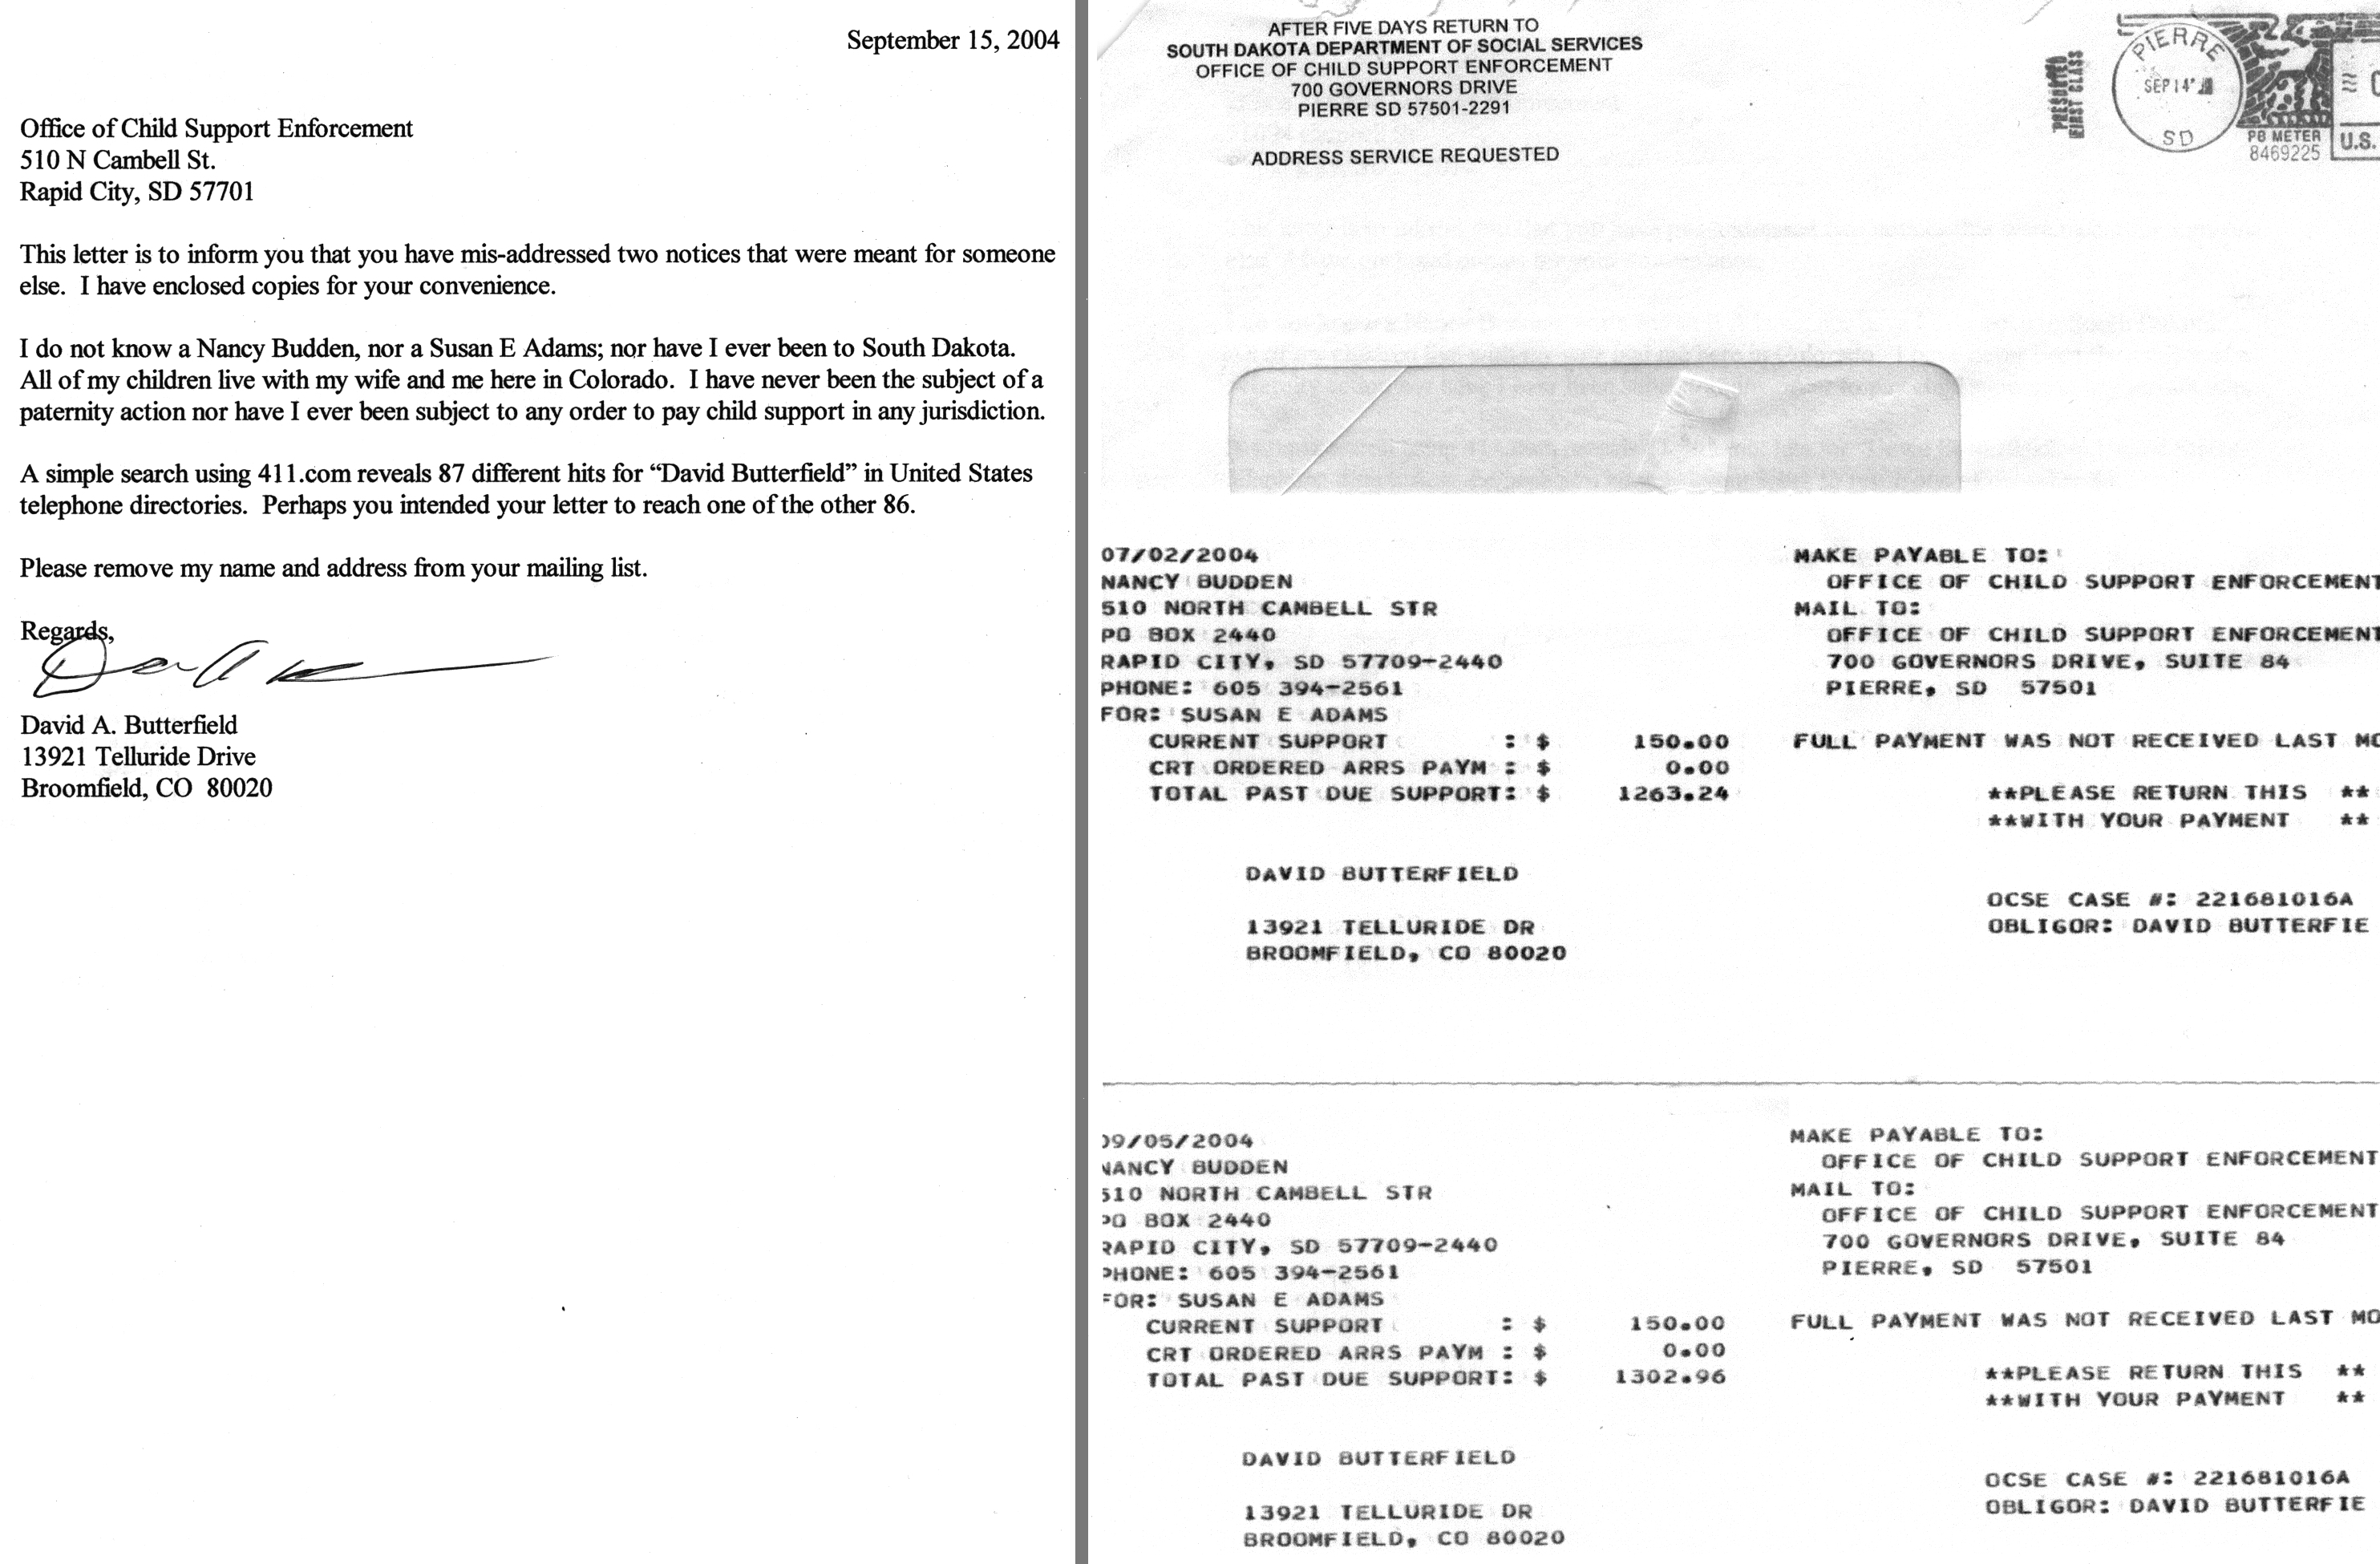 September 15, 2004
Office of Child Support Enforcement
510 N Cambell St.
Rapid City, SD 57701
This letter is to inform you that you have mis-addressed two notices that were meant for someone
else.  I have enclosed copies for your convenience.
I do not know a Nancy Budden, nor a Susan E Adams; nor have I ever been to South Dakota.
All of my children live with my wife and me here in Colorado.  I have never been the subject of a
paternity action nor have I ever been subject to any order to pay child support in any jurisdiction.
A simple search using 411.com reveals 87 different hits for “David Butterfield” in United States
telephone directories.  Perhaps you intended your letter to reach one of the other 86.
Please remove my name and address from your mailing list.
Regards,
David A. Butterfield
13921 Telluride Drive
Broomfield, CO  80020
AFTER FIVE DAYS RETURN TO
SOUTH DAKOTA DEPARTMENT OF SOCIAL SERVICES
OFFICE OF CHILD SUPPORT ENFORCEMENT
700 GOVERNORS DRIVE
PIERRE SD 57501-2291
ADDRESS SERVICE REQUESTED
PRESORTED
FIRST CLASS
PIERRE
SEP 14
SD
PB METER
8469225
U.S.
07/02/2004
NANCY BUDDEN
510 NORTH CAMBELL STR
PO BOX 2440
RAPID CITY, SD 57709-2440
PHONE: 605 394-2561
FOR: SUSAN E ADAMS
CURRENT SUPPORT : $ 150.00
CRT ORDERED ARRS PAYM : $ 0.00
TOTAL PAST DUE SUPPORT: $ 1263.24
MAKE PAYABLE TO:
OFFICE OF CHILD SUPPORT ENFORCEMENT
MAIL TO:
OFFICE OF CHILD SUPPORT ENFORCEMENT
700 GOVERNORS DRIVE, SUITE 84
PIERRE, SD  57501
FULL PAYMENT WAS NOT RECEIVED LAST MO
**PLEASE RETURN THIS  **
**WITH YOUR PAYMENT  **
DAVID BUTTERFIELD
13921 TELLURIDE DR
BROOMFIELD, CO 80020
OCSE CASE #: 221681016A
OBLIGOR: DAVID BUTTERFIE
09/05/2004
NANCY BUDDEN
510 NORTH CAMBELL STR
PO BOX 2440
RAPID CITY, SD 57709-2440
PHONE: 605 394-2561
FOR: SUSAN E ADAMS
CURRENT SUPPORT : $ 150.00
CRT ORDERED ARRS PAYM : $ 0.00
TOTAL PAST DUE SUPPORT: $ 1302.96
MAKE PAYABLE TO:
OFFICE OF CHILD SUPPORT ENFORCEMENT
MAIL TO:
OFFICE OF CHILD SUPPORT ENFORCEMENT
700 GOVERNORS DRIVE, SUITE 84
PIERRE, SD  57501
FULL PAYMENT WAS NOT RECEIVED LAST MO
**PLEASE RETURN THIS  **
**WITH YOUR PAYMENT  **
DAVID BUTTERFIELD
13921 TELLURIDE DR
BROOMFIELD, CO 80020
OCSE CASE #: 221681016A
OBLIGOR: DAVID BUTTERFIE